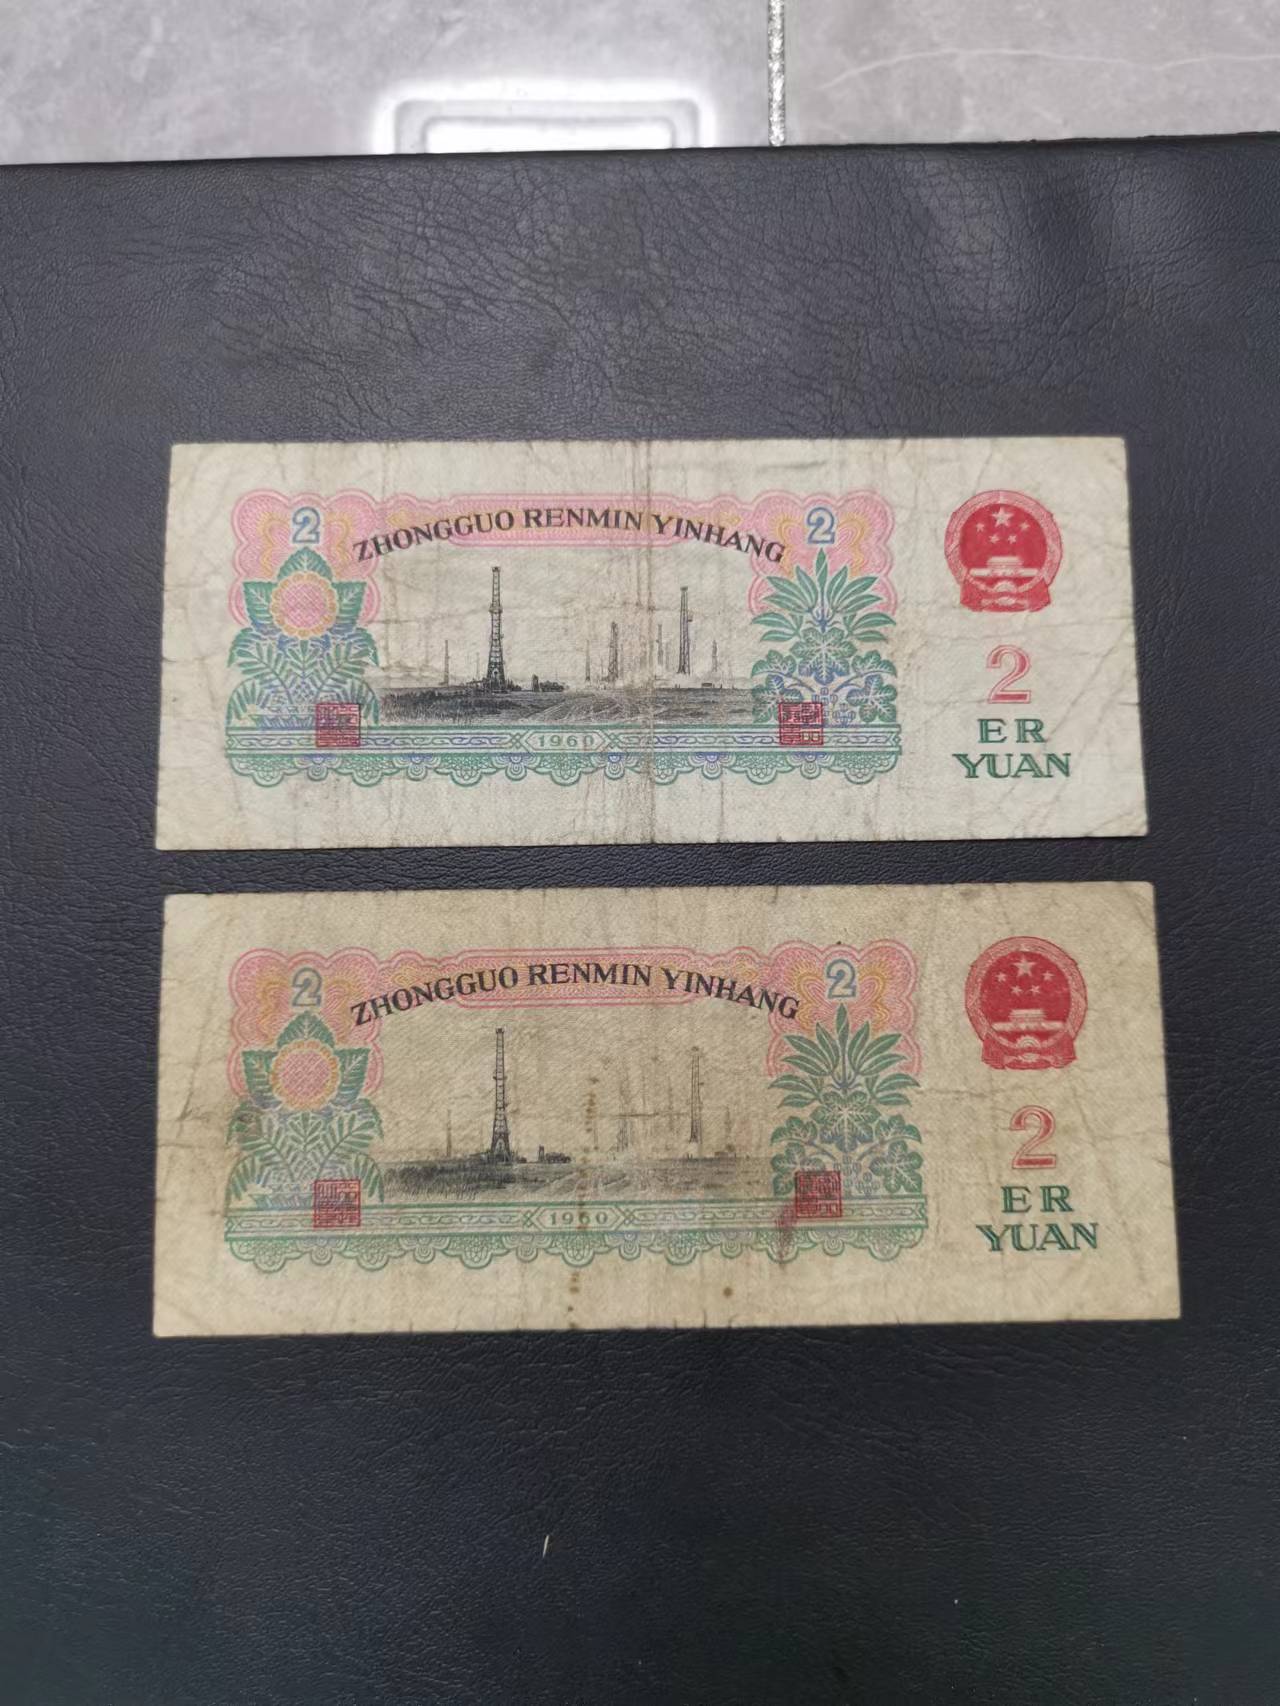 2 2
ZHONGGUO RENMIN YINHANG
1960
2
ER
YUAN
2 2
ZHONGGUO RENMIN YINHANG
1960
2
ER
YUAN